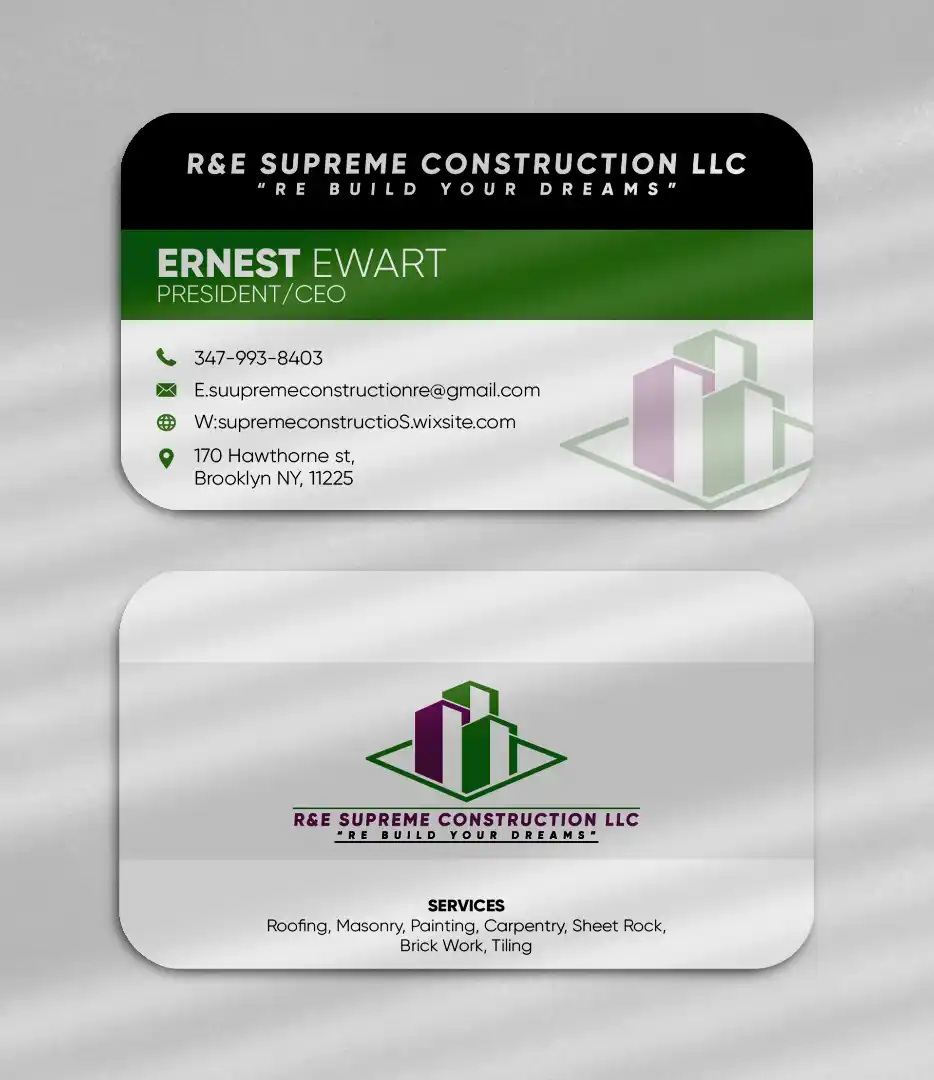 R&E SUPREME CONSTRUCTION LLC
"RE BUILD YOUR DREAMS"
ERNEST EWART
PRESIDENT/CEO
347-993-8403
E.suupremeconstructionre@gmail.com
W:supremeconstructioS.wixsite.com
170 Hawthorne st,
Brooklyn NY, 11225
R&E SUPREME CONSTRUCTION LLC
"RE BUILD YOUR DREAMS"
SERVICES
Roofing, Masonry, Painting, Carpentry, Sheet Rock,
Brick Work, Tiling